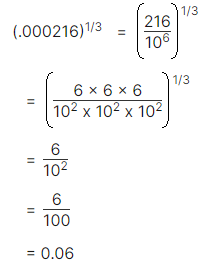 (.000216)^1/3 = (216/10^6)^1/3
= (6 × 6 × 6 / 10^2 x 10^2 x 10^2)^1/3
= 6/10^2
= 6/100
= 0.06